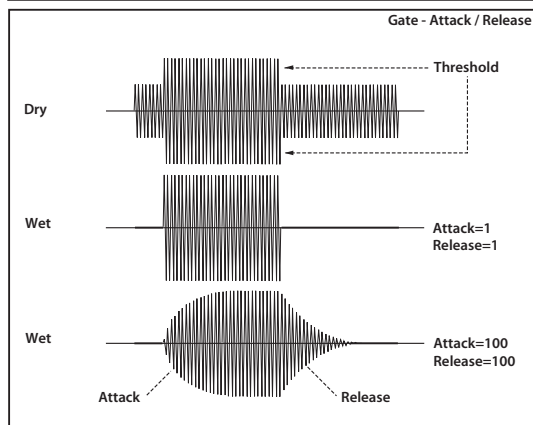 Gate - Attack / Release
Threshold
Dry
Wet
Attack=1
Release=1
Wet
Attack=100
Release=100
Attack
Release